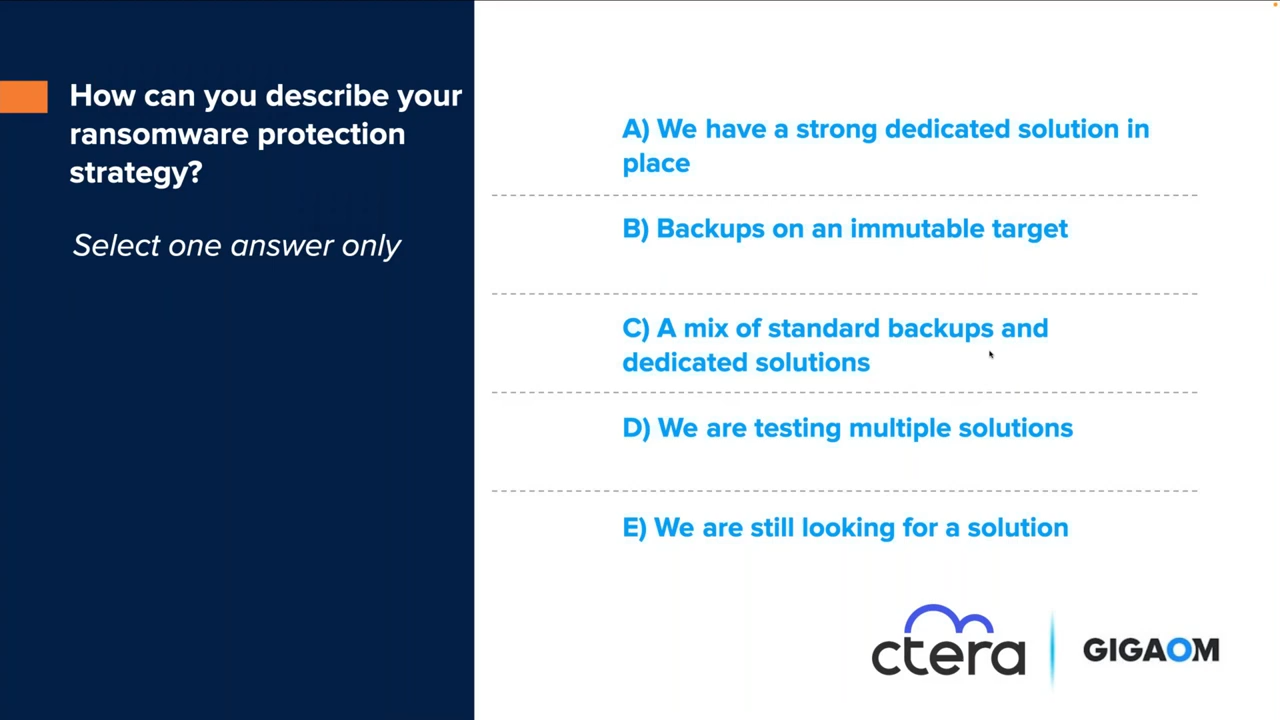 How can you describe your
ransomware protection
strategy?
Select one answer only
A) We have a strong dedicated solution in
place
B) Backups on an immutable target
C) A mix of standard backups and
dedicated solutions
D) We are testing multiple solutions
E) We are still looking for a solution
ctera
GIGAOM